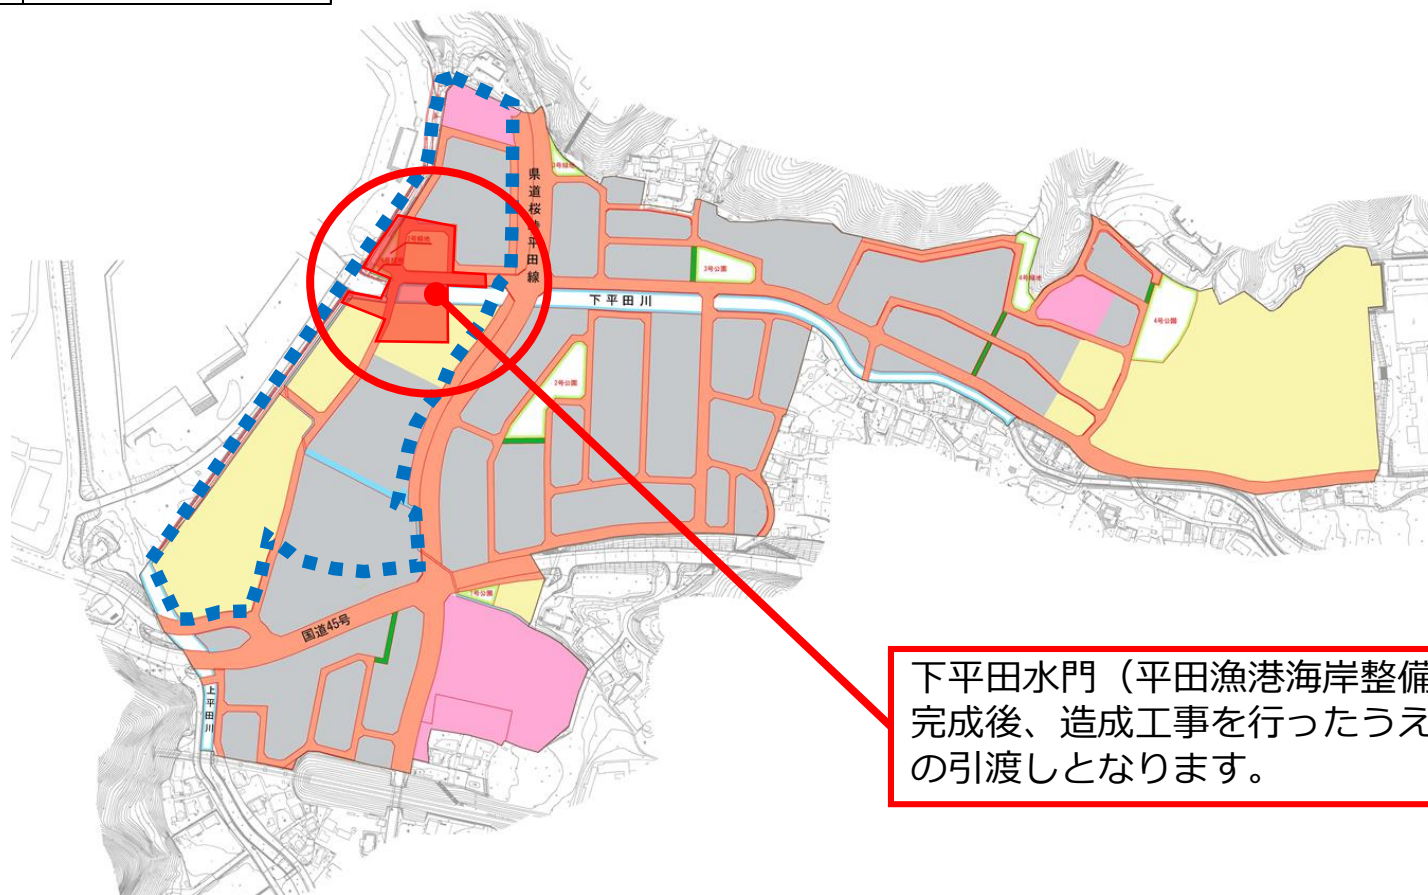 県道桜峠平田線
3号公園
4号公園
下平田川
2号公園
1号公園
国道45号
上平田川
下平田水門（平田漁港海岸整備
完成後、造成工事を行ったうえ
の引渡しとなります。